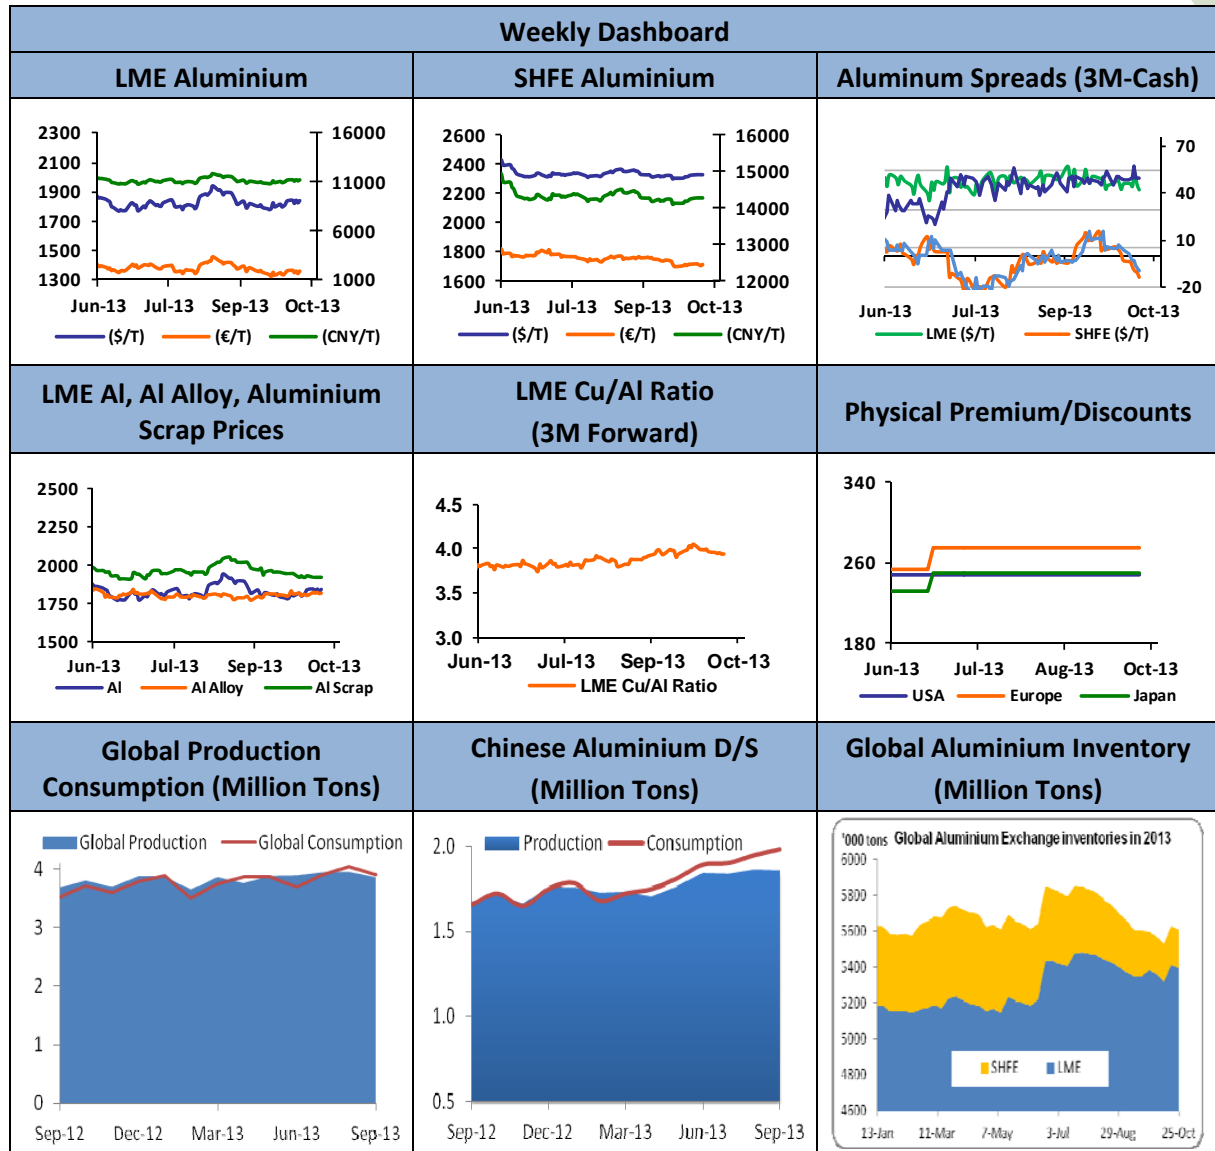 Weekly Dashboard
LME Aluminium
SHFE Aluminium
Aluminum Spreads (3M-Cash)
2300
2100
1900
1700
1500
1300
16000
11000
6000
1000
Jun-13 Jul-13 Sep-13 Oct-13
($/T) (€/T) (CNY/T)
2600
2400
2200
2000
1800
1600
16000
15000
14000
13000
12000
Jun-13 Jul-13 Sep-13 Oct-13
($/T) (€/T) (CNY/T)
70
40
10
-20
Jun-13 Jul-13 Sep-13 Oct-13
LME ($/T) SHFE ($/T)
LME Al, Al Alloy, Aluminium
Scrap Prices
LME Cu/Al Ratio
(3M Forward)
Physical Premium/Discounts
2500
2250
2000
1750
1500
Jun-13 Jul-13 Sep-13 Oct-13
Al Al Alloy Al Scrap
4.5
4.0
3.5
3.0
Jun-13 Jul-13 Sep-13 Oct-13
LME Cu/Al Ratio
340
260
180
Jun-13 Jul-13 Aug-13 Oct-13
USA Europe Japan
Global Production
Consumption (Million Tons)
Chinese Aluminium D/S
(Million Tons)
Global Aluminium Inventory
(Million Tons)
Global Production Global Consumption
4
3
2
1
0
Sep-12 Dec-12 Mar-13 Jun-13 Sep-13
Production Consumption
2.0
1.5
1.0
0.5
Sep-12 Dec-12 Mar-13 Jun-13 Sep-13
'000 tons Global Aluminium Exchange inventories in 2013
6000
5800
5600
5400
5200
5000
4800
4600
SHFE LME
13-Jan 11-Mar 7-May 3-Jul 29-Aug 25-Oct